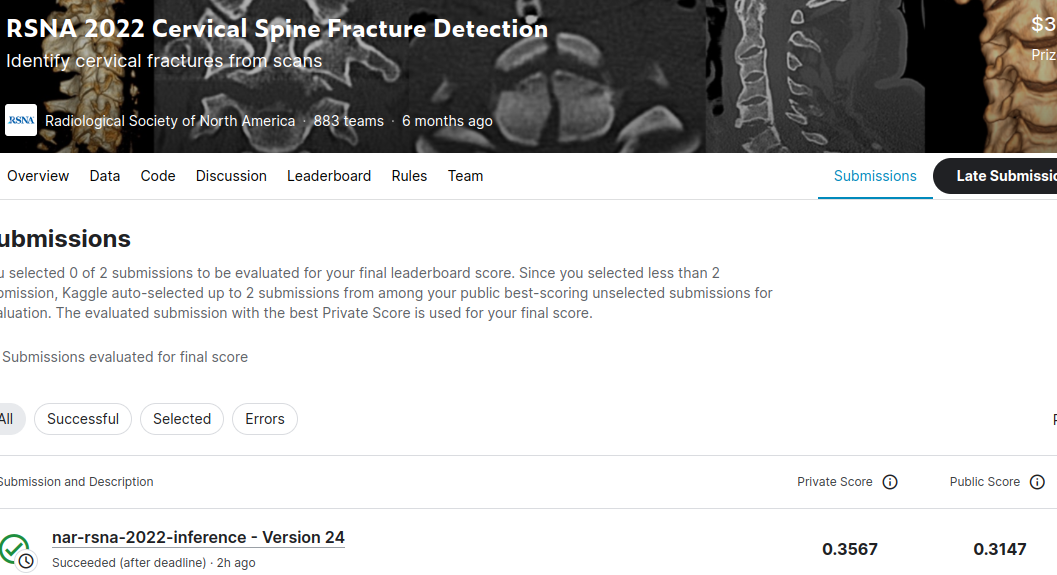 RSNA 2022 Cervical Spine Fracture Detection
$3
Identify cervical fractures from scans
Priz
RSNA
Radiological Society of North America · 883 teams · 6 months ago
Overview Data Code Discussion Leaderboard Rules Team Submissions Late Submissio
ubmissions
u selected 0 of 2 submissions to be evaluated for your final leaderboard score. Since you selected less than 2
bmission, Kaggle auto-selected up to 2 submissions from among your public best-scoring unselected submissions for
aluation. The evaluated submission with the best Private Score is used for your final score.
Submissions evaluated for final score
All Successful Selected Errors
Submission and Description Private Score Public Score
nar-rsna-2022-inference - Version 24
0.3567 0.3147
Succeeded (after deadline) · 2h ago